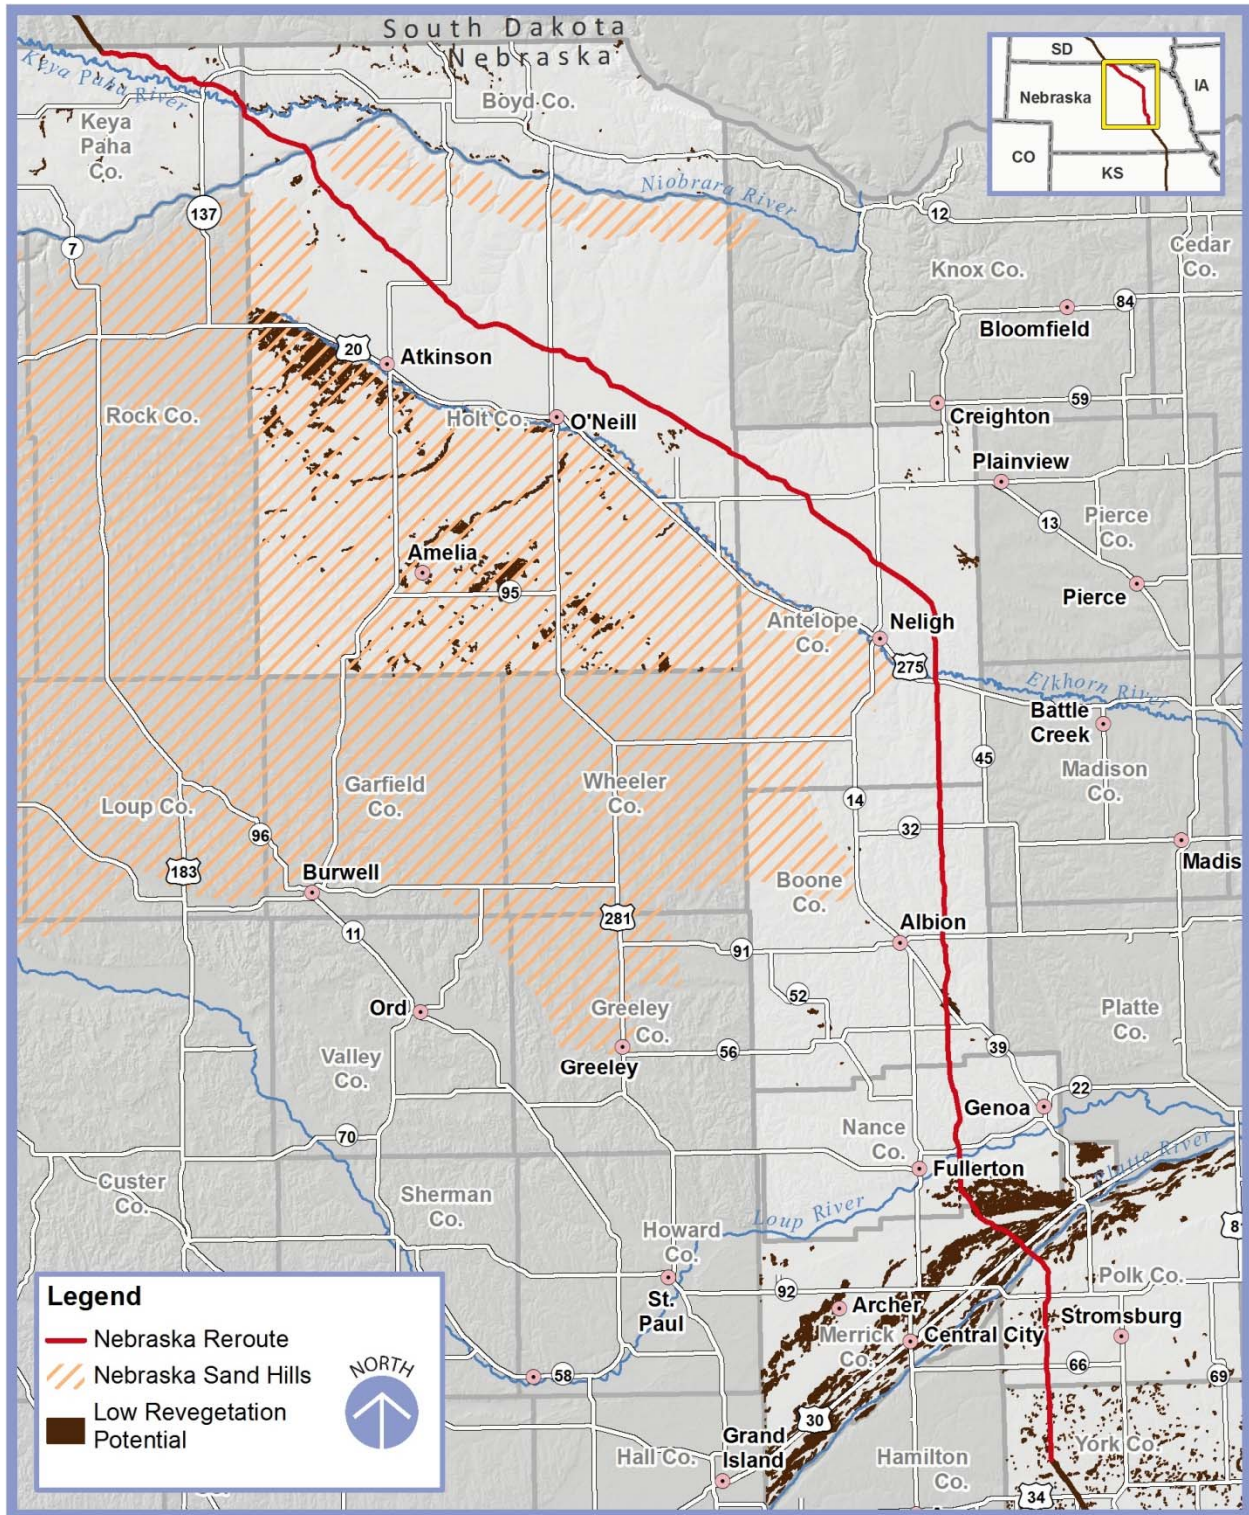 South Dakota
Nebraska
Keya Paha River
Keya
Paha
Co.
Boyd Co.
Niobrara River
SD
Nebraska
IA
CO
KS
137
7
12
Cedar
Co.
Knox Co.
84
Bloomfield
20
Atkinson
Rock Co.
Holt Co.
O'Neill
59
Creighton
Plainview
13
Pierce
Co.
Amelia
95
Pierce
Antelope
Co.
Neligh
275
Elkhorn River
Battle
Creek
45
Madison
Co.
Loup Co.
Garfield
Co.
Wheeler
Co.
14
32
96
183
Burwell
Madis
Boone
Co.
281
11
Albion
91
52
Ord
Greeley
Co.
Platte
Co.
Valley
Co.
Greeley
56
39
22
Genoa
70
Nance
Co.
Fullerton
Platte River
Custer
Co.
Sherman
Co.
Loup River
Howard
Co.
81
St.
Paul
92
Polk Co.
Archer
Merrick
Co.
Central City
Stromsburg
66
69
58
30
Grand
Island
Hall Co.
Hamilton
Co.
York Co.
34
Legend
Nebraska Reroute
Nebraska Sand Hills
Low Revegetation
Potential
NORTH